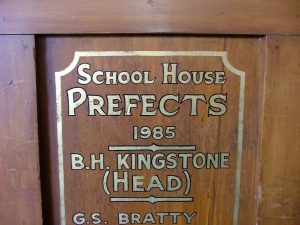 School House
Prefects
1985
B.H. Kingstone
(Head)
G.S. Bratty